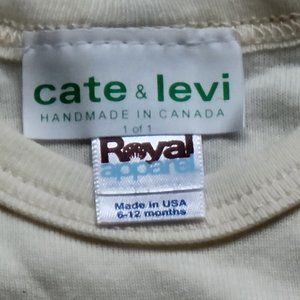 cate & levi
HANDMADE IN CANADA
1 of 1
Royal
apparel
Made in USA
6-12 months